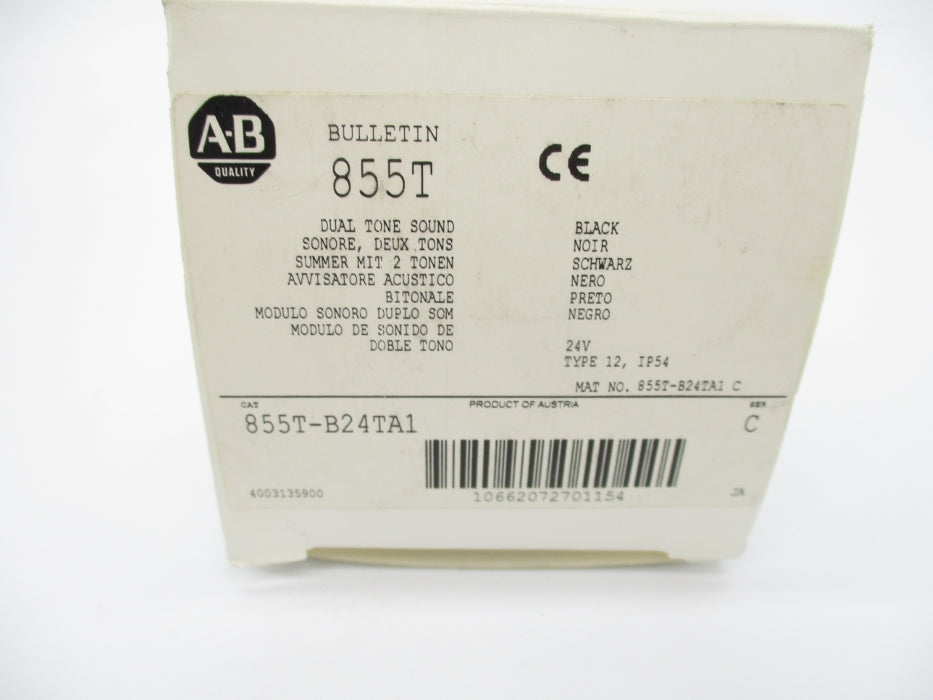 A-B
QUALITY
BULLETIN
855T
CE
DUAL TONE SOUND
SONORE, DEUX TONS
SUMMER MIT 2 TONEN
AVVISATORE ACUSTICO
BITONALE
MODULO SONORO DUPLO SOM
MODULO DE SONIDO DE
DOBLE TONO
BLACK
NOIR
SCHWARZ
NERO
PRETO
NEGRO
24V
TYPE 12, IP54
MAT NO. 855T-B24TA1 C
CAT
PRODUCT OF AUSTRIA
SER
855T-B24TA1
C
10662072701154
4003135900
JA